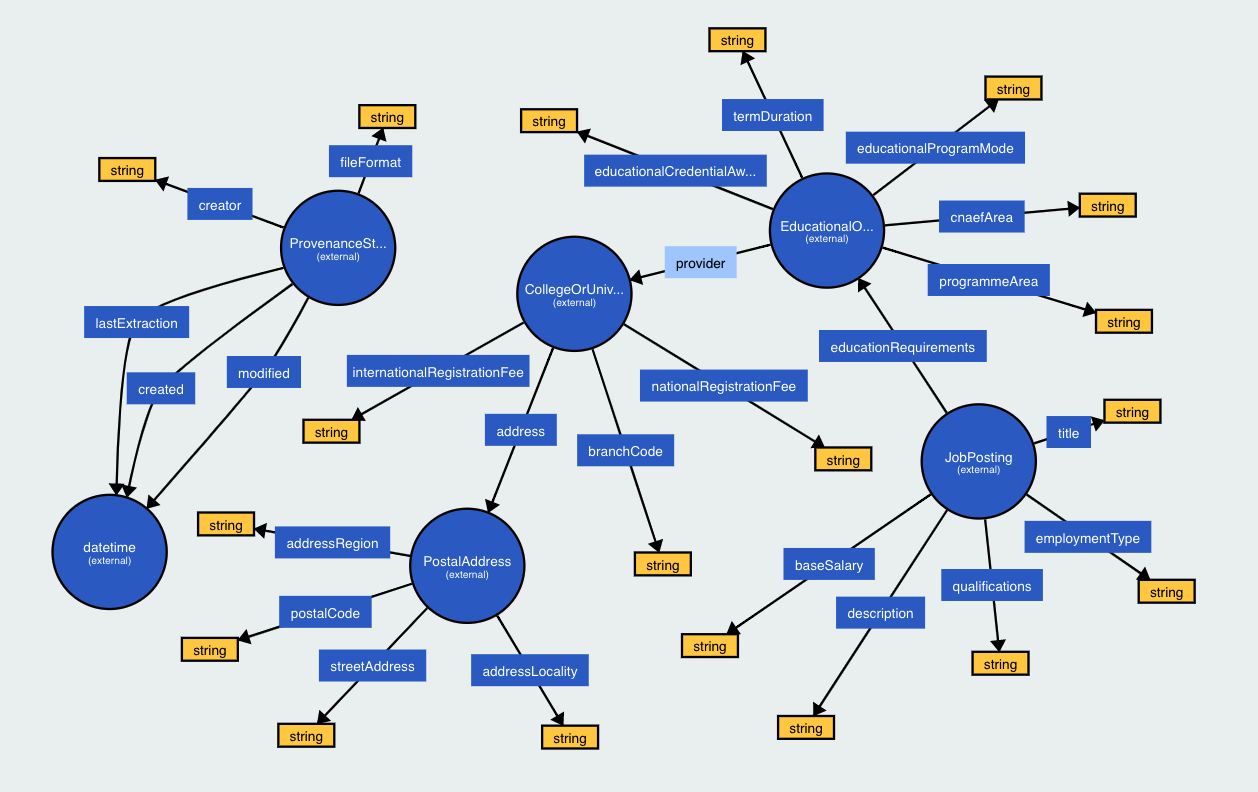 string
string
string
string
termDuration
string
educationalProgramMode
fileFormat
string
educationalCredentialAw...
creator
string
cnaefArea
EducationalO...
(external)
ProvenanceSt...
(external)
provider
programmeArea
CollegeOrUniv...
(external)
lastExtraction
string
educationRequirements
modified
internationalRegistrationFee
created
nationalRegistrationFee
string
string
address
title
branchCode
string
JobPosting
(external)
string
addressRegion
employmentType
datetime
(external)
PostalAddress
(external)
string
baseSalary
qualifications
string
postalCode
description
string
string
streetAddress
string
addressLocality
string
string
string
string